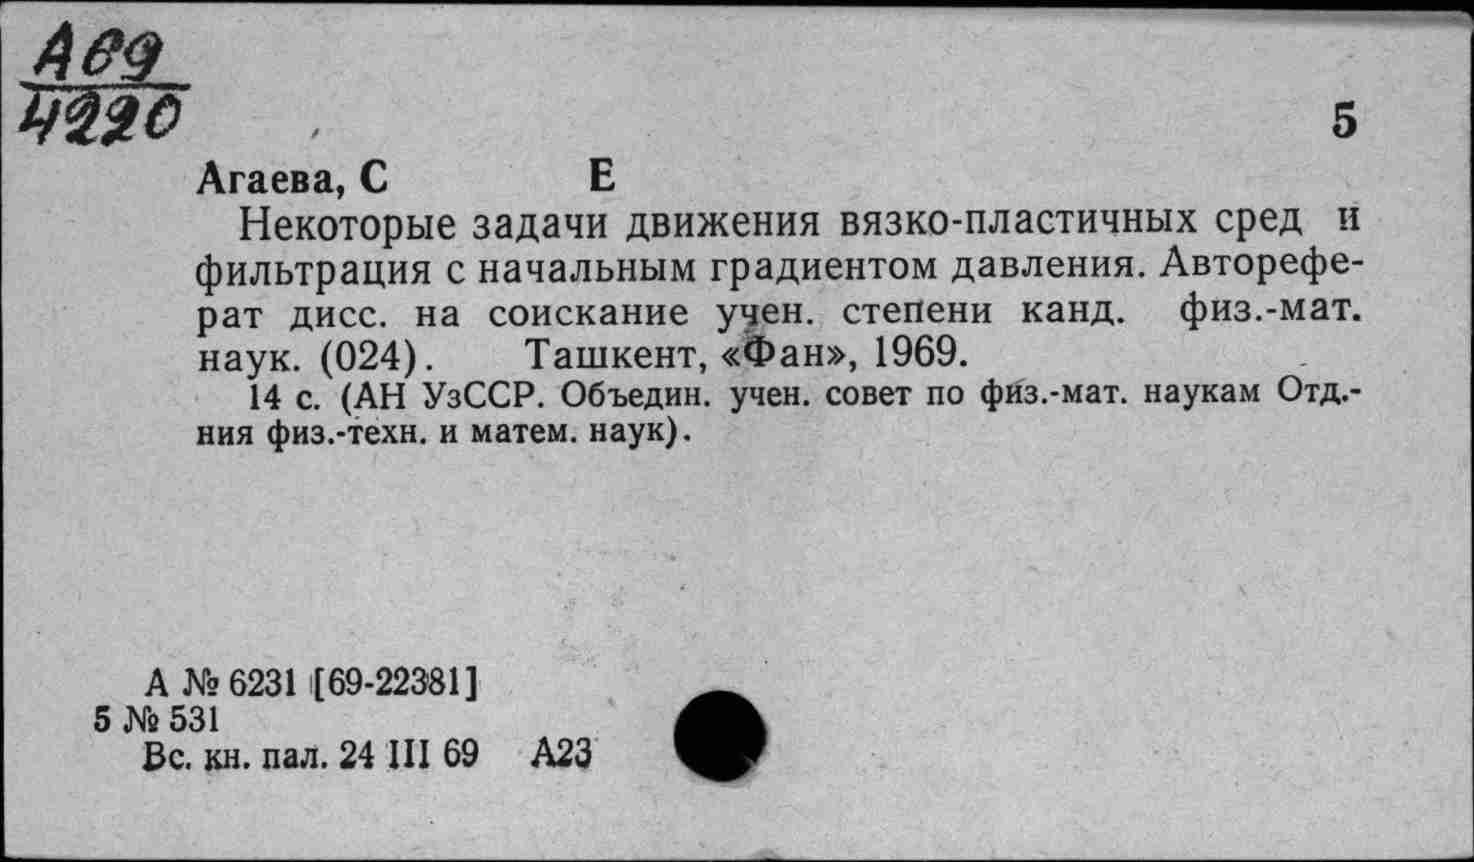 А69
4220
5
Агаева, С Е
Некоторые задачи движения вязко-пластичных сред и
фильтрация с начальным градиентом давления. Авторефе-
рат дисс. на соискание учен. степени канд. физ.-мат.
наук. (024). Ташкент, «Фан», 1969.
14 с. (АН УзССР. Объедин. учен. совет по физ.-мат. наукам Отд.-
ния физ.-техн. и матем. наук).
А № 6231 [69-22381]
5 № 531
Вс. кн. пал. 24 III 69 А23